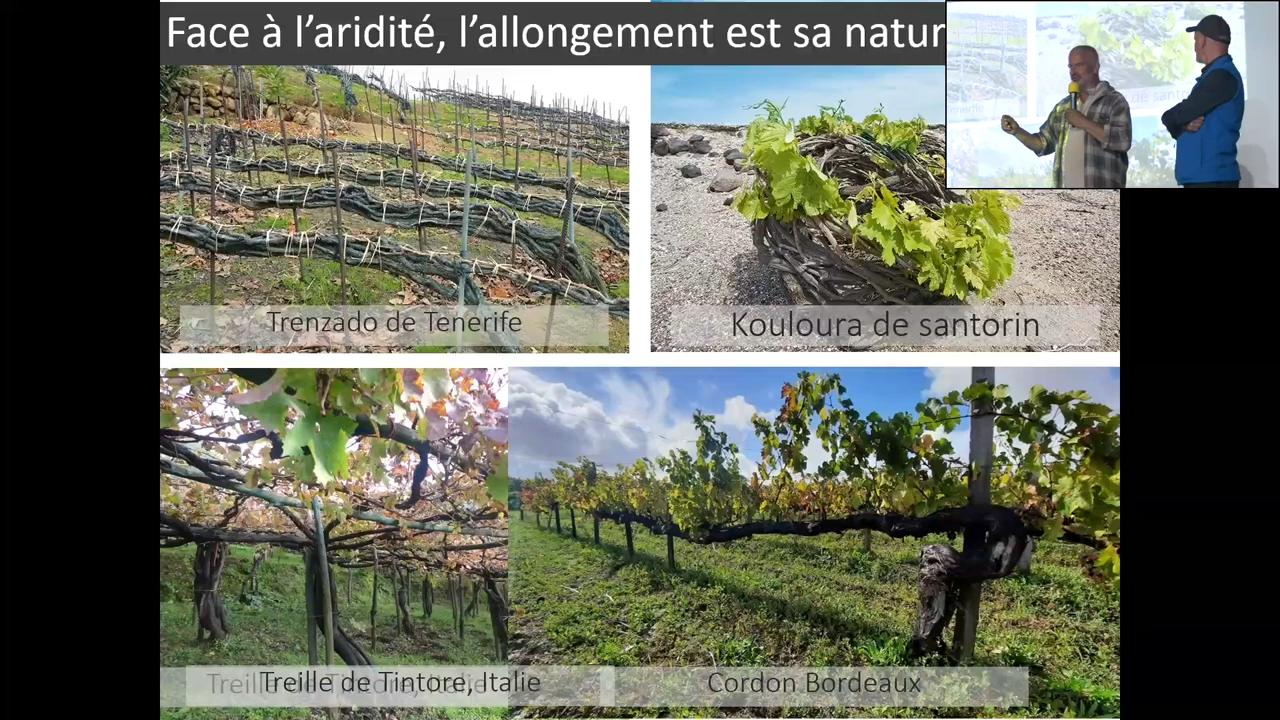 Face à l’aridité, l’allongement est sa natur
Trenzado de Tenerife
Kouloura de santorin
Treille de Tintore, Italie
Cordon Bordeaux